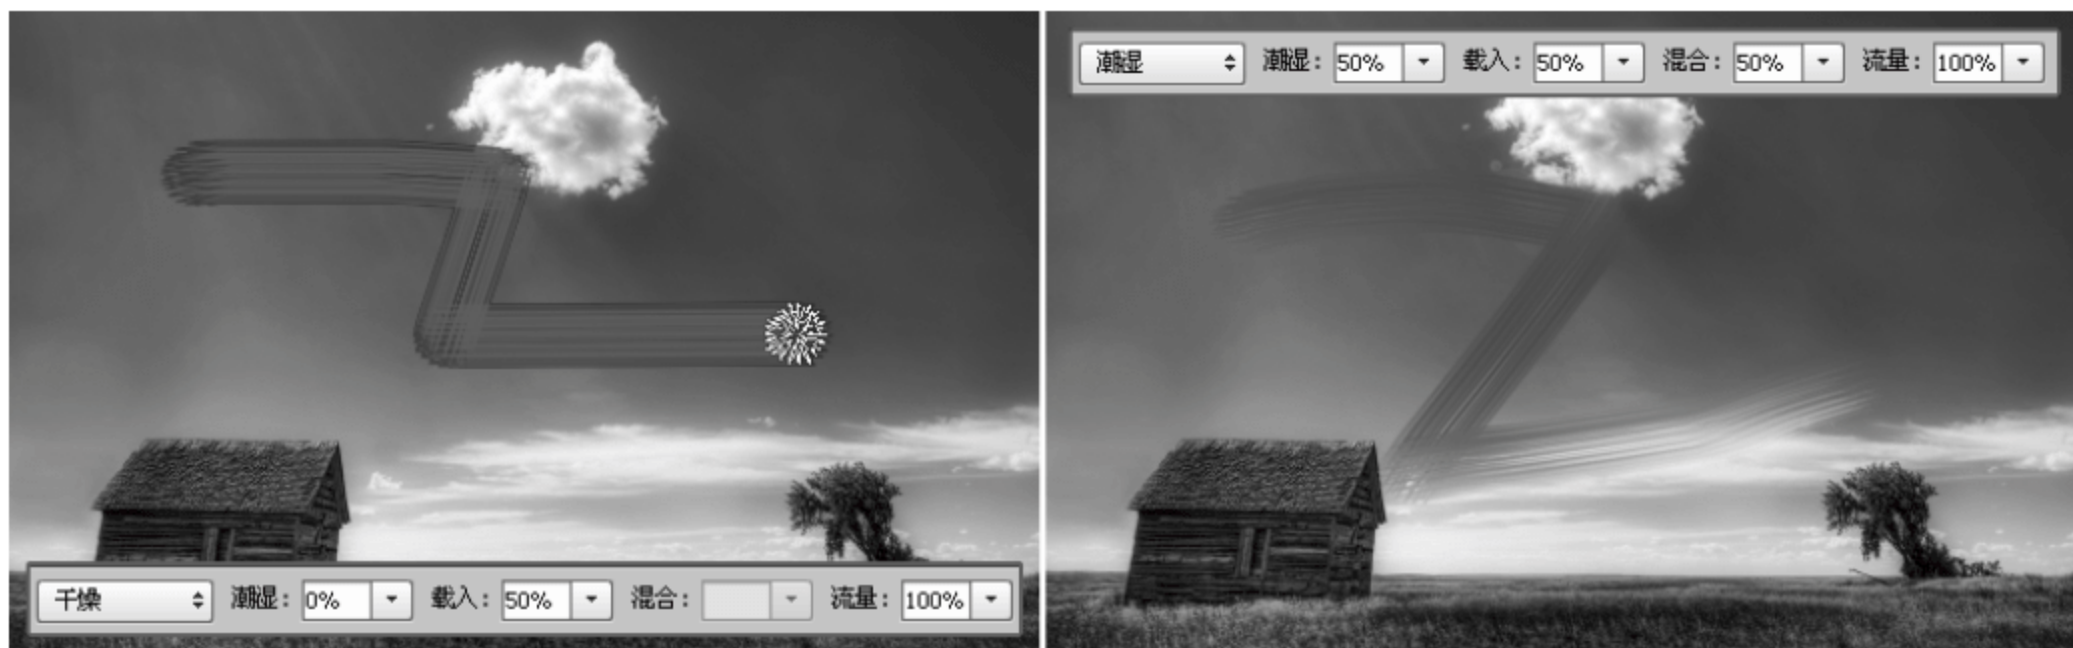 潮湿 潮湿：50% 载入：50% 混合：50% 流量：100%
干燥 潮湿：0% 载入：50% 混合： 流量：100%